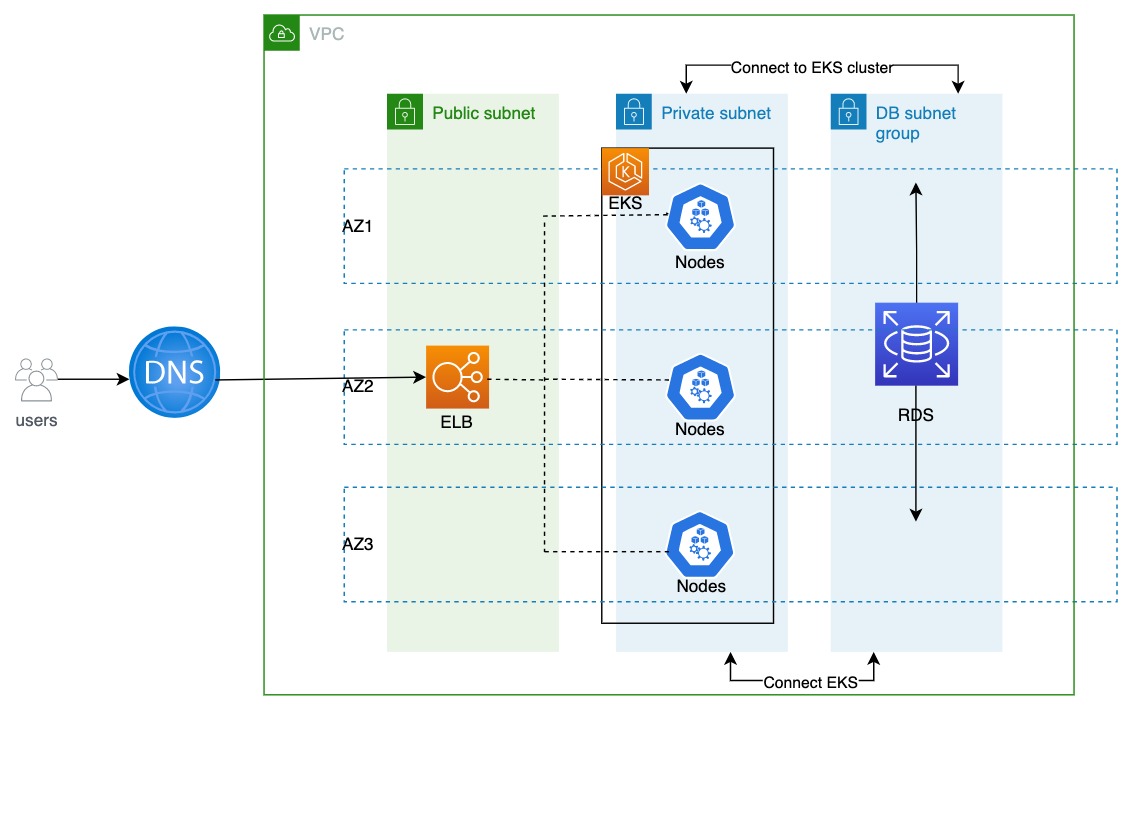 VPC
Connect to EKS cluster
Public subnet
Private subnet
DB subnet
group
EKS
AZ1
Nodes
DNS
AZ2
users
ELB
Nodes
RDS
AZ3
Nodes
Connect EKS
K